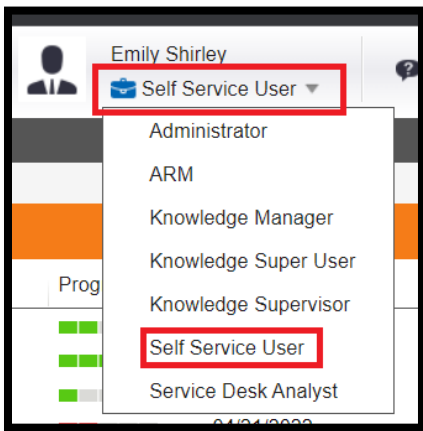 Emily Shirley
Self Service User
Administrator
ARM
Knowledge Manager
Knowledge Super User
Prog
Knowledge Supervisor
Self Service User
Service Desk Analyst